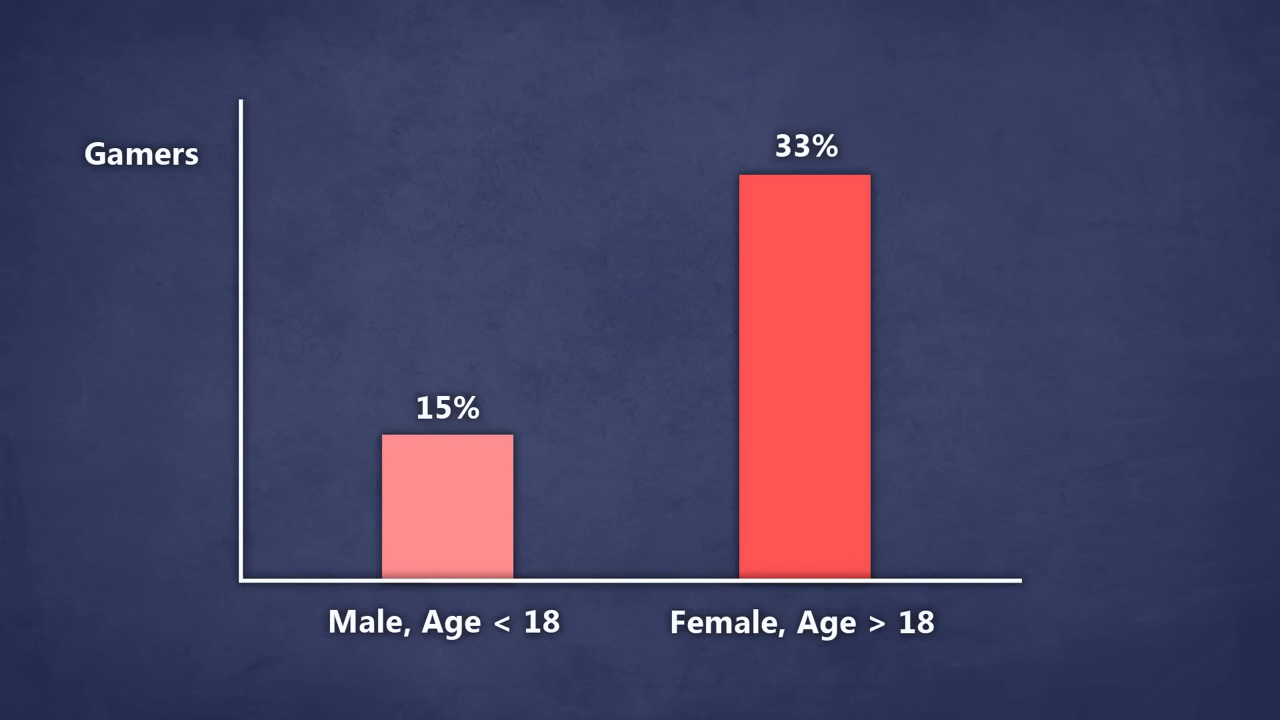 Gamers
33%
15%
Male, Age < 18
Female, Age > 18